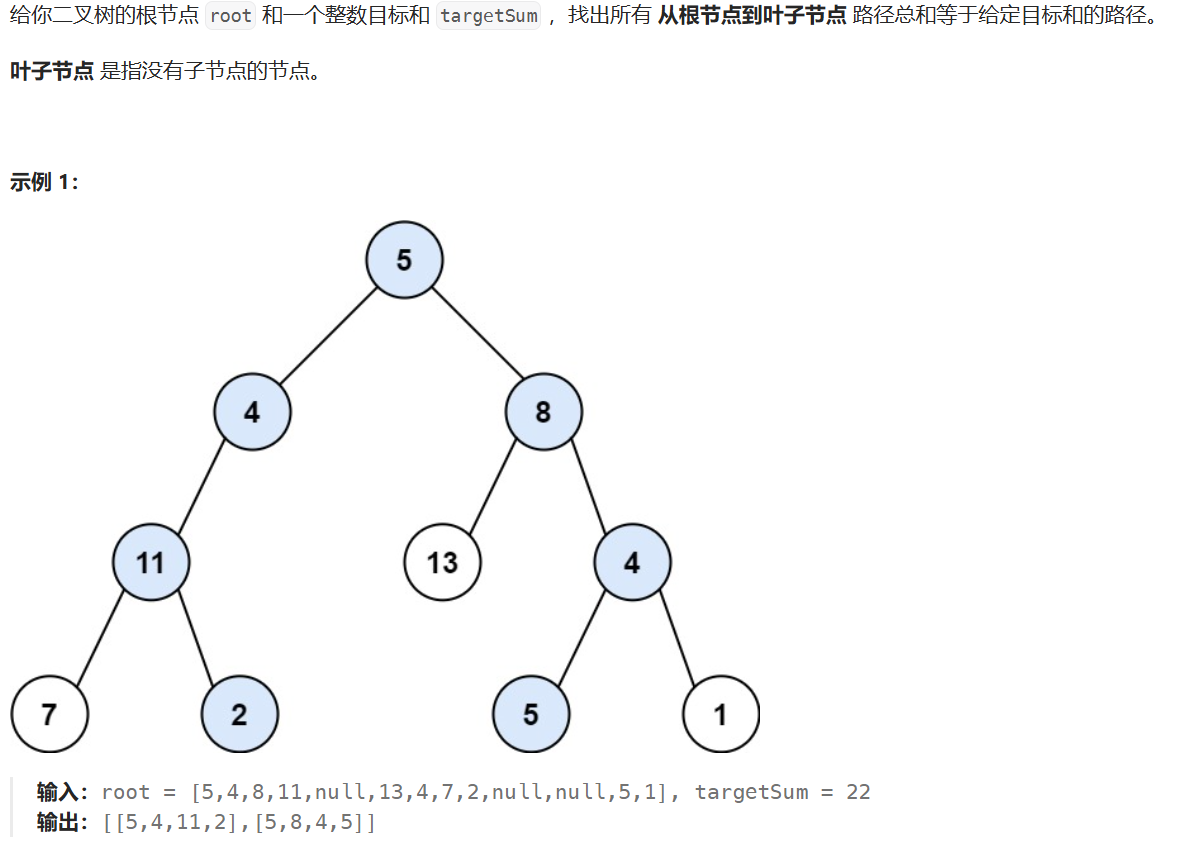 给你二叉树的根节点 root 和一个整数目标和 targetSum ，找出所有 从根节点到叶子节点 路径总和等于给定目标和的路径。
叶子节点 是指没有子节点的节点。
示例 1：
5
4 8
11 13 4
7 2 5 1
输入：root = [5,4,8,11,null,13,4,7,2,null,null,5,1], targetSum = 22
输出：[[5,4,11,2],[5,8,4,5]]